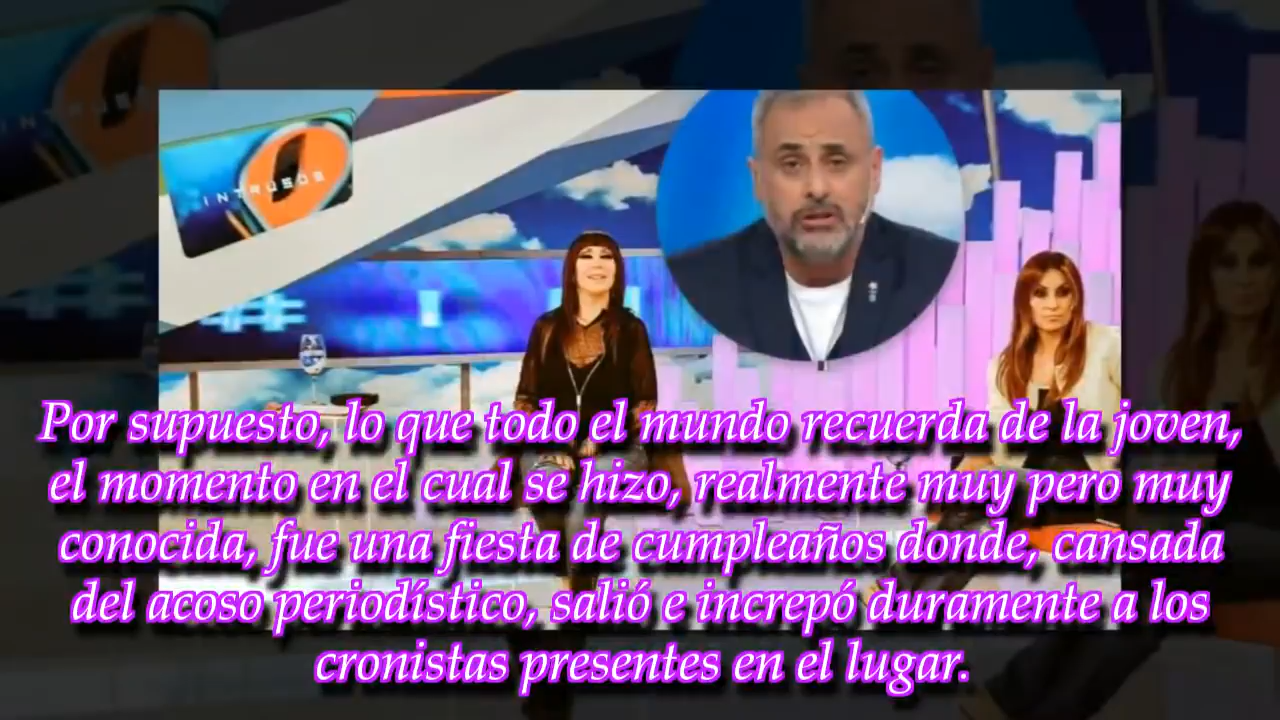 INTRUSOS
Por supuesto, lo que todo el mundo recuerda de la joven,
el momento en el cual se hizo, realmente muy pero muy
conocida, fue una fiesta de cumpleaños donde, cansada
del acoso periodístico, salió e increpó duramente a los
cronistas presentes en el lugar.